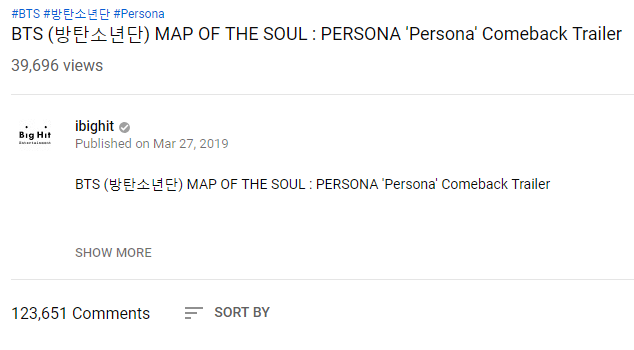 #BTS #방탄소년단 #Persona
BTS (방탄소년단) MAP OF THE SOUL : PERSONA 'Persona' Comeback Trailer
39,696 views
Big Hit
Entertainment
ibighit
Published on Mar 27, 2019
BTS (방탄소년단) MAP OF THE SOUL : PERSONA 'Persona' Comeback Trailer
SHOW MORE
123,651 Comments
SORT BY